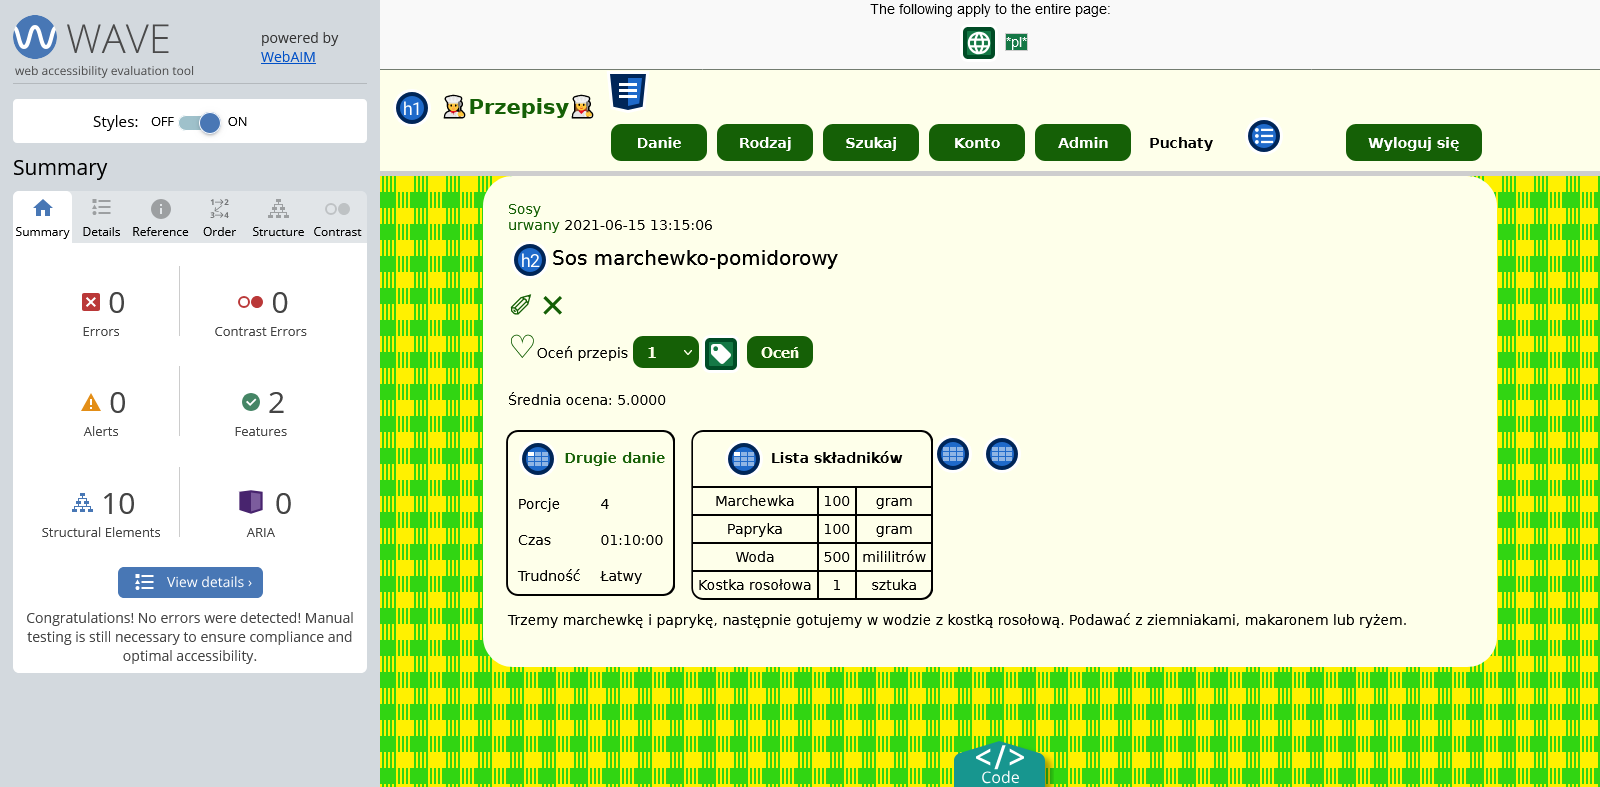 WAVE
powered by
WebAIM
web accessibility evaluation tool
Styles: OFF ON
Summary
Summary Details Reference Order Structure Contrast
0 Errors
0 Contrast Errors
0 Alerts
2 Features
10 Structural Elements
0 ARIA
View details ›
Congratulations! No errors were detected! Manual
testing is still necessary to ensure compliance and
optimal accessibility.
The following apply to the entire page:
*pl*
h1 Przepisy
Danie Rodzaj Szukaj Konto Admin Puchaty Wyloguj się
Sosy
urwany 2021-06-15 13:15:06
h2 Sos marchewko-pomidorowy
Oceń przepis 1 Oceń
Średnia ocena: 5.0000
Drugie danie
Porcje 4
Czas 01:10:00
Trudność Łatwy
Lista składników
Marchewka 100 gram
Papryka 100 gram
Woda 500 mililitrów
Kostka rosołowa 1 sztuka
Trzemy marchewkę i paprykę, następnie gotujemy w wodzie z kostką rosołową. Podawać z ziemniakami, makaronem lub ryżem.
</>
Code